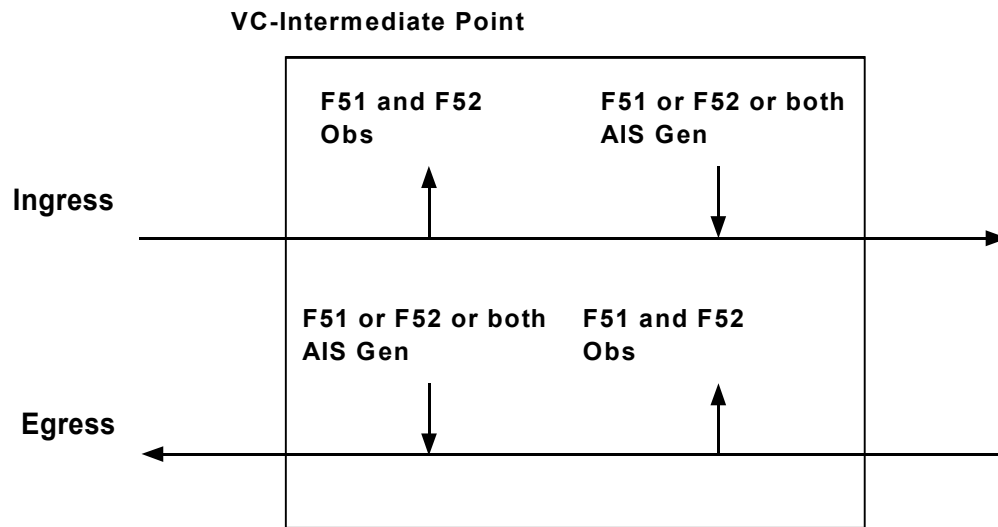 VC-Intermediate Point
F51 and F52
Obs
F51 or F52 or both
AIS Gen
Ingress
F51 or F52 or both
AIS Gen
F51 and F52
Obs
Egress